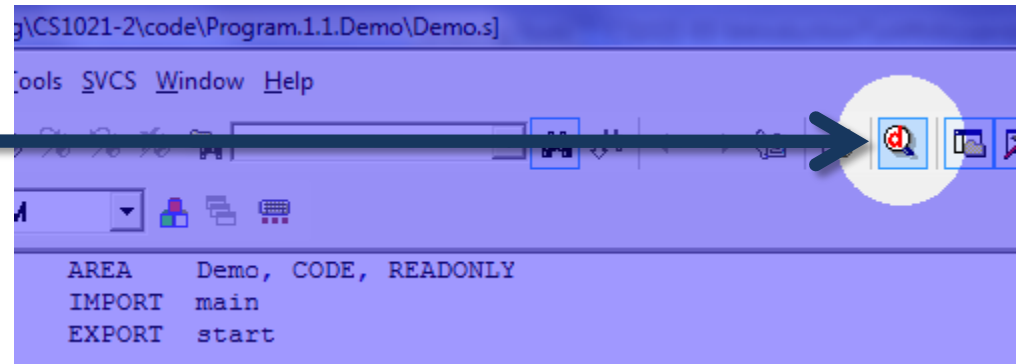 g\CS1021-2\code\Program.1.1.Demo\Demo.s]
Tools SVCS Window Help
M
d
AREA Demo, CODE, READONLY
IMPORT main
EXPORT start